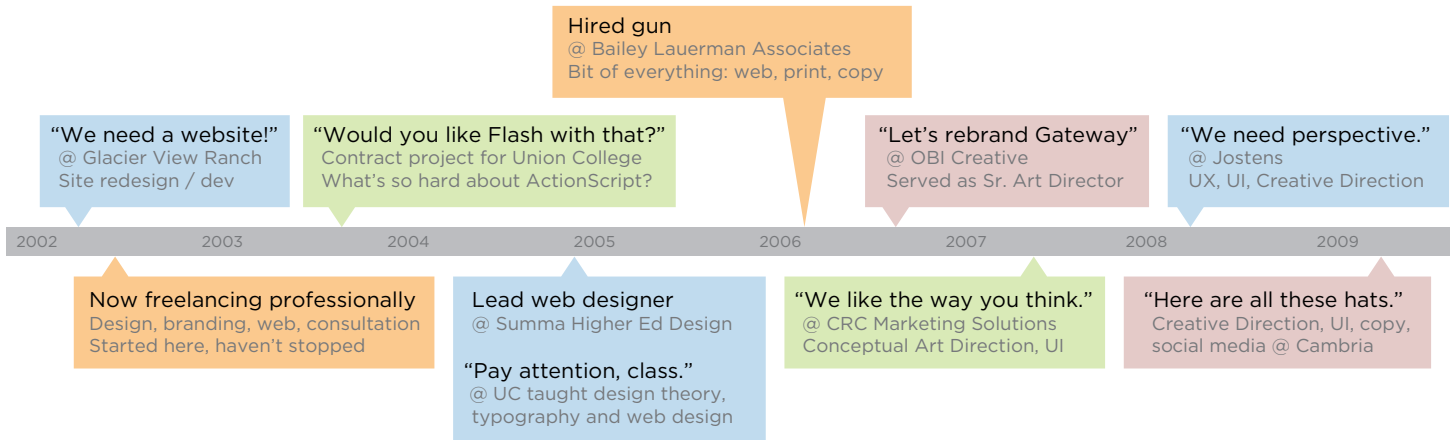 Hired gun
@ Bailey Lauerman Associates
Bit of everything: web, print, copy
“We need a website!”
@ Glacier View Ranch
Site redesign / dev
“Would you like Flash with that?”
Contract project for Union College
What’s so hard about ActionScript?
“Let’s rebrand Gateway”
@ OBI Creative
Served as Sr. Art Director
“We need perspective.”
@ Jostens
UX, UI, Creative Direction
2002 2003 2004 2005 2006 2007 2008 2009
Now freelancing professionally
Design, branding, web, consultation
Started here, haven’t stopped
Lead web designer
@ Summa Higher Ed Design
“Pay attention, class.”
@ UC taught design theory,
typography and web design
“We like the way you think.”
@ CRC Marketing Solutions
Conceptual Art Direction, UI
“Here are all these hats.”
Creative Direction, UI, copy,
social media @ Cambria